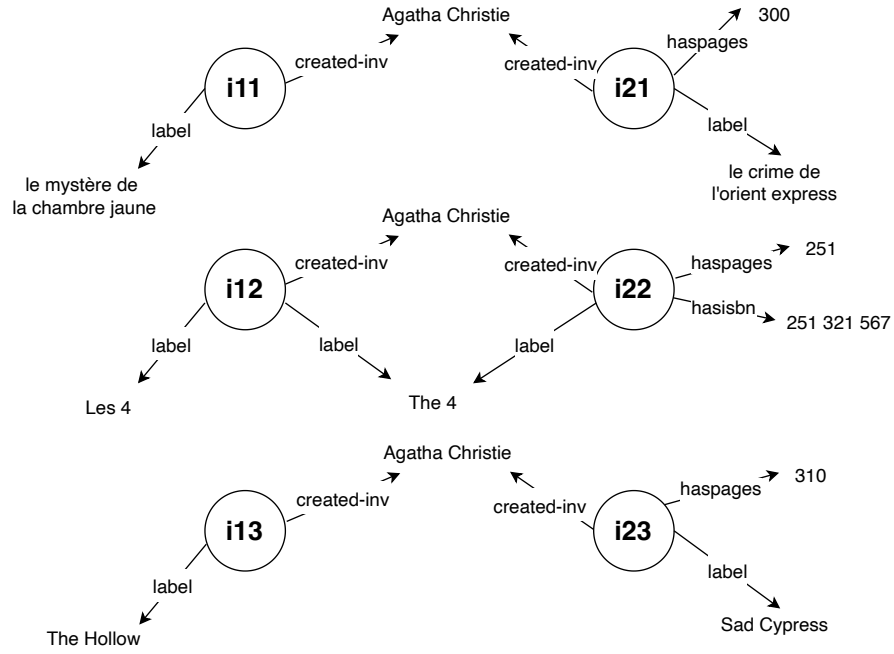 Agatha Christie
haspages 300
created-inv created-inv
i11 i21
label label
le mystère de
la chambre jaune
le crime de
l'orient express
Agatha Christie
created-inv created-inv haspages 251
i12 i22
hasisbn 251 321 567
label label label
Les 4 The 4
Agatha Christie
haspages 310
created-inv created-inv
i13 i23
label label
The Hollow Sad Cypress